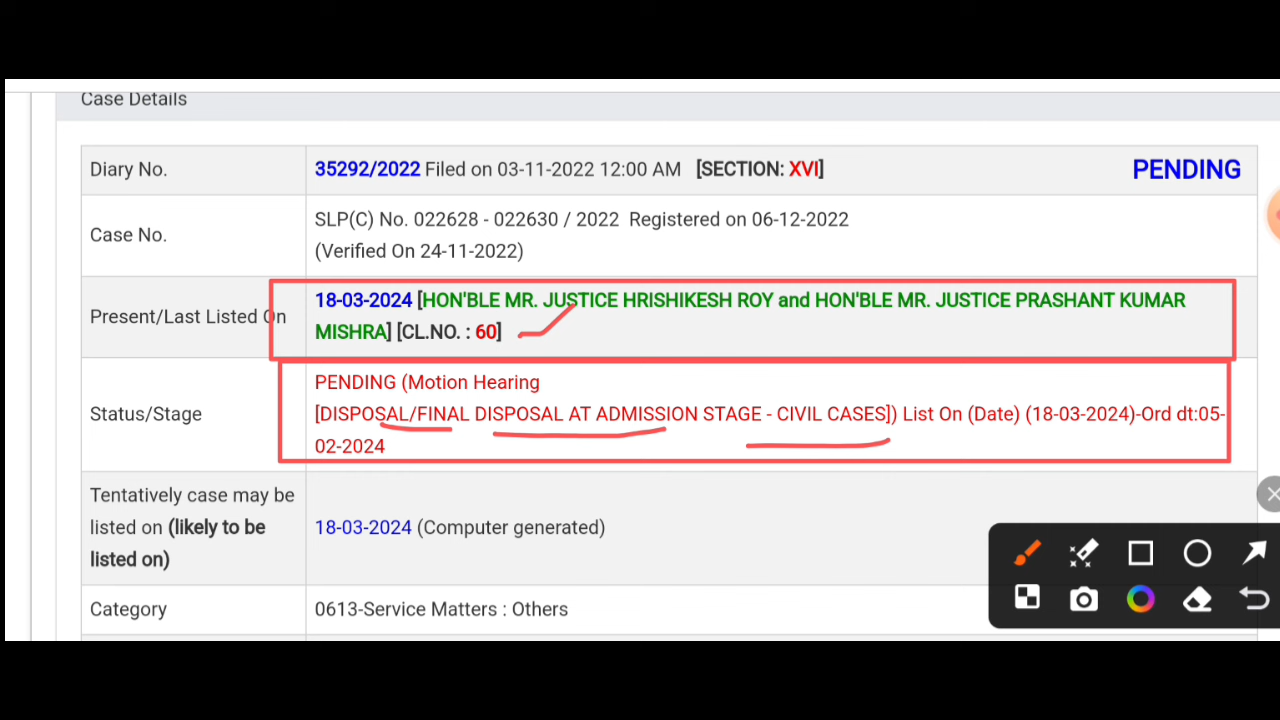 Case Details
Diary No. 35292/2022 Filed on 03-11-2022 12:00 AM [SECTION: XVI] PENDING
SLP(C) No. 022628 - 022630 / 2022 Registered on 06-12-2022
Case No.
(Verified On 24-11-2022)
18-03-2024 [HON'BLE MR. JUSTICE HRISHIKESH ROY and HON'BLE MR. JUSTICE PRASHANT KUMAR
Present/Last Listed On
MISHRA] [CL.NO. : 60]
PENDING (Motion Hearing
Status/Stage [DISPOSAL/FINAL DISPOSAL AT ADMISSION STAGE - CIVIL CASES]) List On (Date) (18-03-2024)-Ord dt:05-
02-2024
Tentatively case may be
listed on (likely to be 18-03-2024 (Computer generated)
listed on)
Category 0613-Service Matters : Others